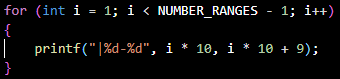 for (int i = 1; i < NUMBER_RANGES - 1; i++)
{
    printf("|%d-%d", i * 10, i * 10 + 9);
}